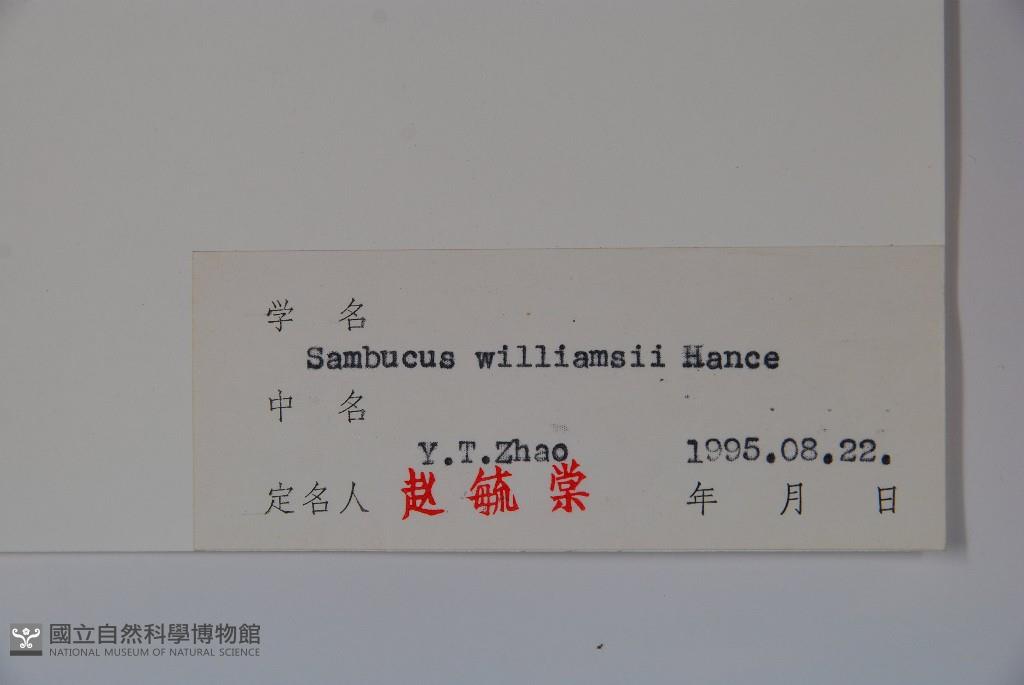 学 名
Sambucus williamsii Hance
中 名
Y.T.Zhao 1995.08.22.
定名人 赵毓棠 年 月 日
國立自然科學博物館
NATIONAL MUSEUM OF NATURAL SCIENCE